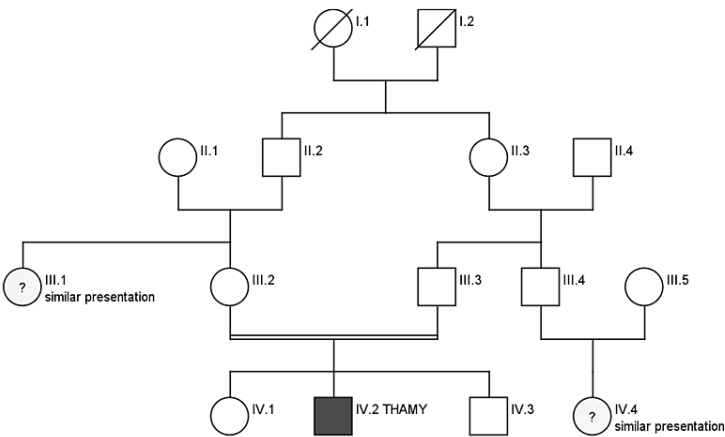 I.1
I.2
II.1
II.2
II.3
II.4
? III.1
similar presentation
III.2
III.3
III.4
III.5
IV.1
IV.2 THAMY
IV.3
? IV.4
similar presentation